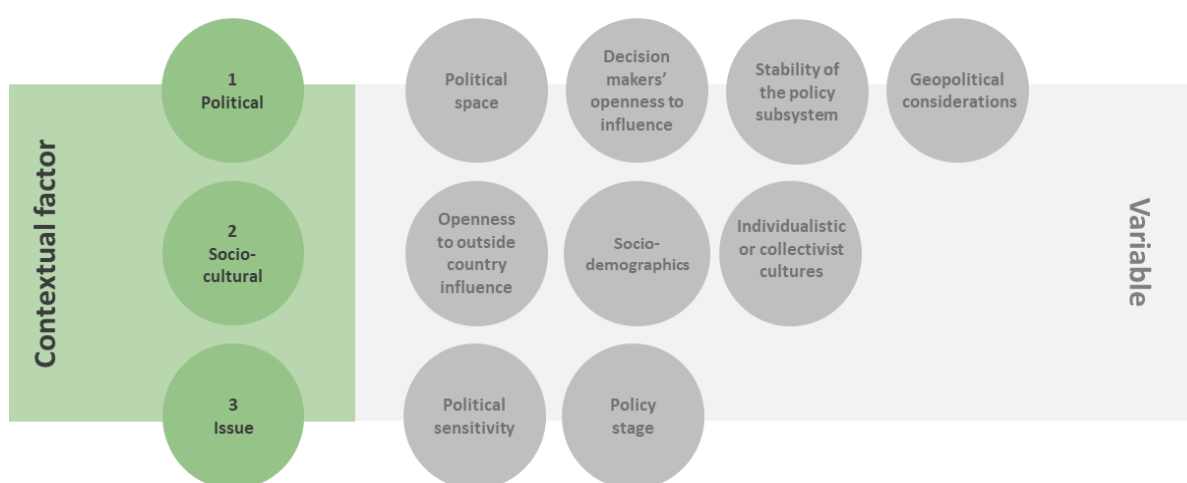 Contextual factor
1
Political
Political
space
Decision
makers’
openness to
influence
Stability of
the policy
subsystem
Geopolitical
considerations
2
Socio-
cultural
Openness
to outside
country
influence
Socio-
demographics
Individualistic
or collectivist
cultures
3
Issue
Political
sensitivity
Policy
stage
Variable